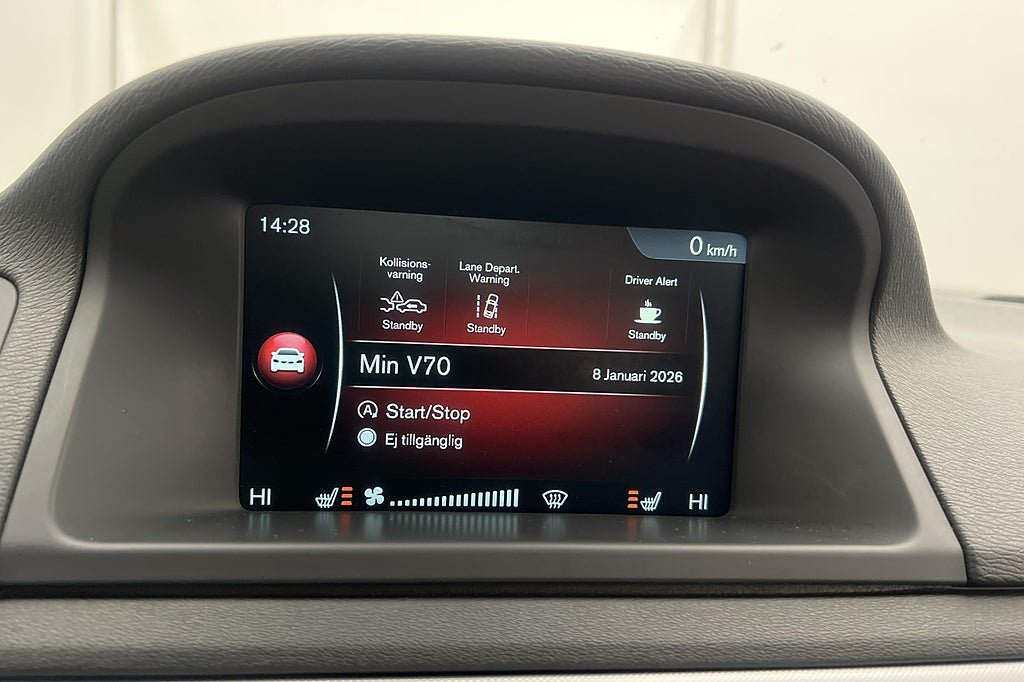 14:28
0 km/h
Kollisions-
varning
Standby
Lane Depart.
Warning
Standby
Driver Alert
Standby
Min V70
8 Januari 2026
A Start/Stop
Ej tillgänglig
HI
HI